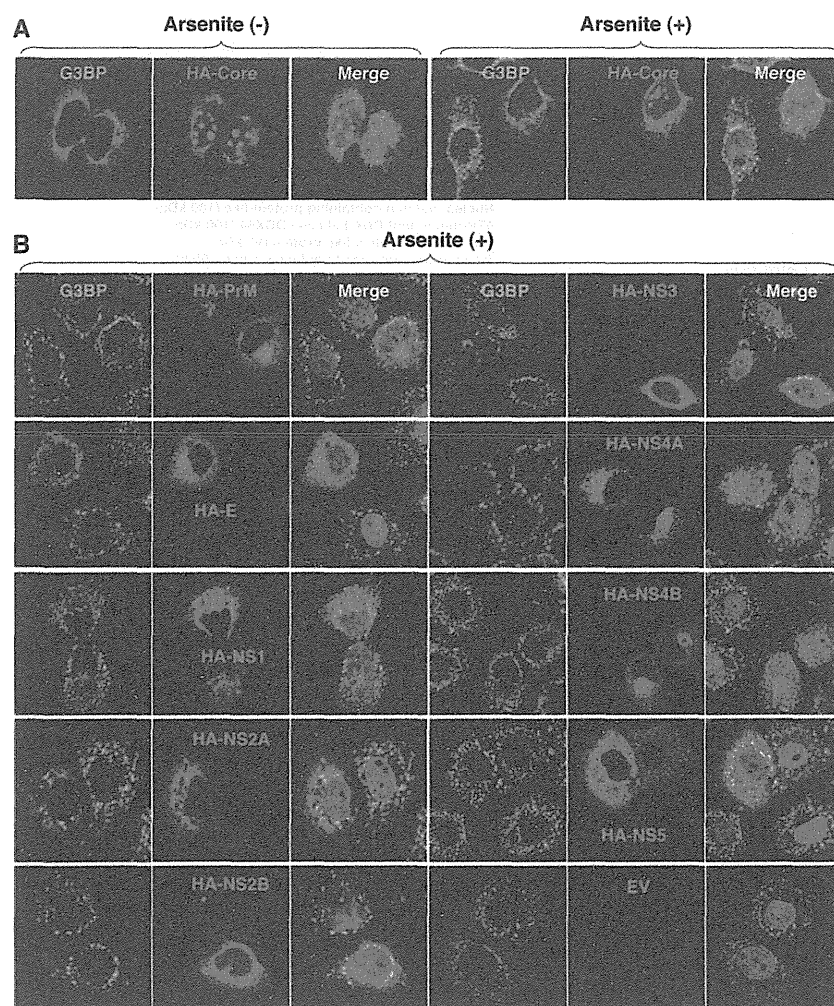 A
Arsenite (-)
Arsenite (+)
G3BP
HA-Core
Merge
G3BP
HA-Core
Merge
B
Arsenite (+)
G3BP
HA-PrM
Merge
G3BP
HA-NS3
Merge
HA-E
HA-NS4A
HA-NS1
HA-NS4B
HA-NS2A
HA-NS5
HA-NS2B
EV